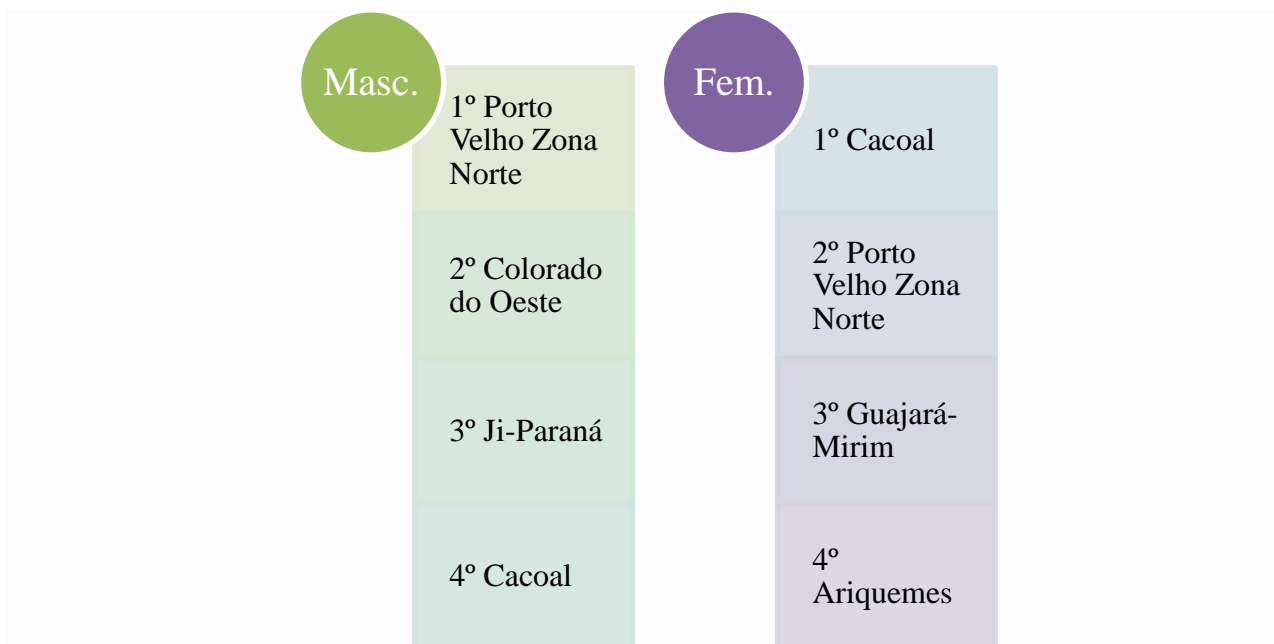 Masc.
1º Porto
Velho Zona
Norte
2º Colorado
do Oeste
3º Ji-Paraná
4º Cacoal
Fem.
1º Cacoal
2º Porto
Velho Zona
Norte
3º Guajará-
Mirim
4º
Ariquemes